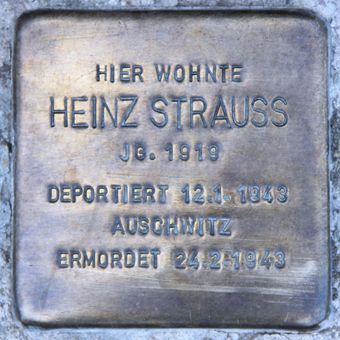 HIER WOHNTE
HEINZ STRAUSS
JG. 1919
DEPORTIERT 12.1.1943
AUSCHWITZ
ERMORDET 24.2.1943